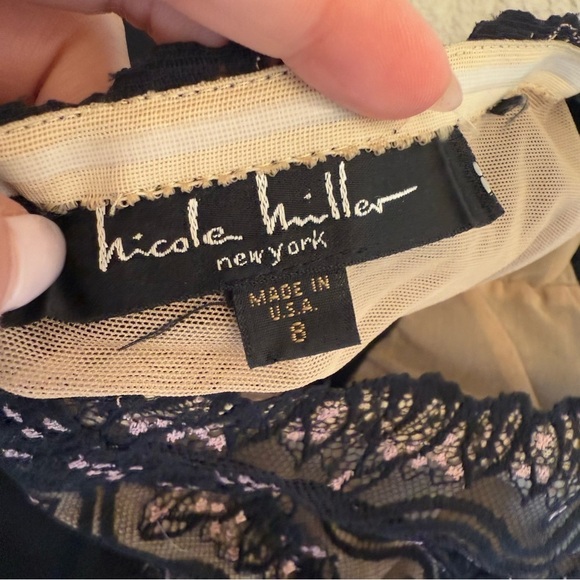 nicole miller
new york
MADE IN
U.S.A.
8